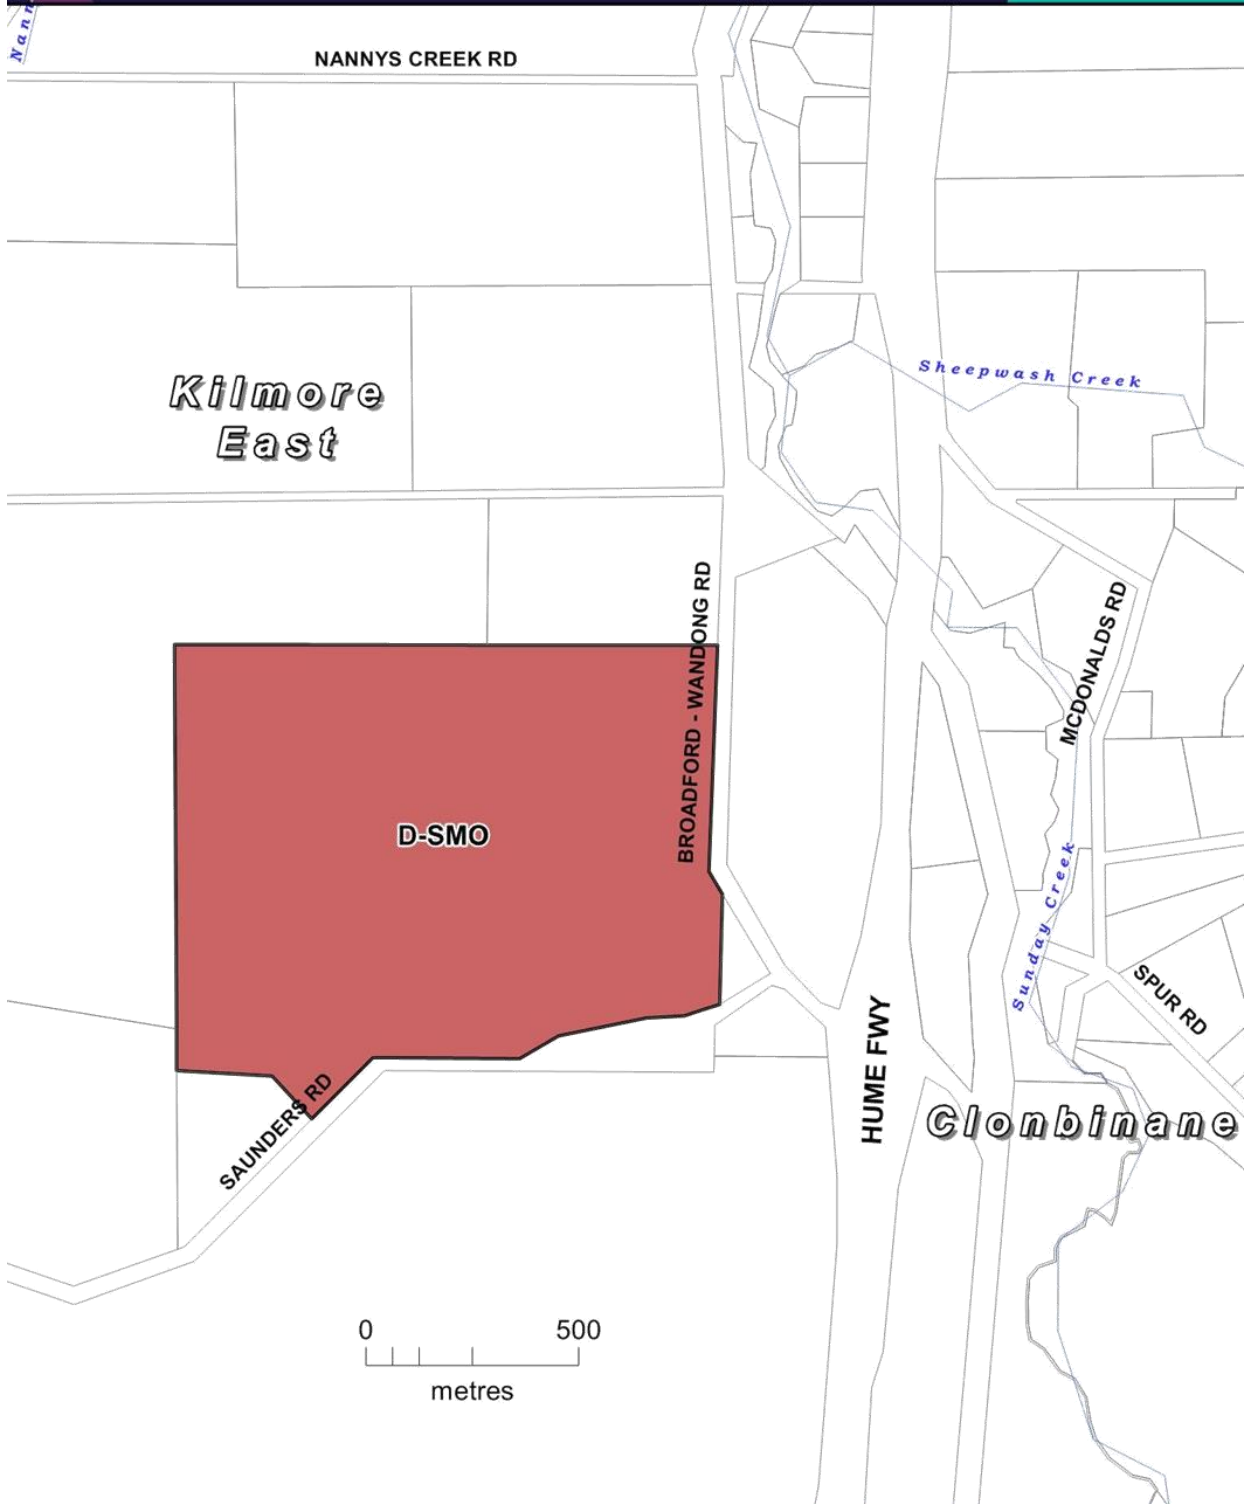 Nann
NANNYS CREEK RD
Kilmore
East
Sheepwash Creek
BROADFORD - WANDONG RD
MCDONALDS RD
D-SMO
Sunday Creek
SPUR RD
HUME FWY
SAUNDERS RD
Clonbinane
0 500
metres